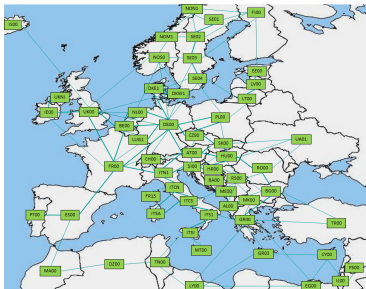 IS00
NON1
FI00
SE01
NOM1
SE02
NOS0
SE03
EE00
LV00
LT00
SE04
UKNI
DKE1
DKW1
IE00
UK00
NL00
PL00
BE00
DE00
CZ00
LUG1
SK00
UA01
AT00
HU00
FR00
CH00
SI00
HR00
RO00
ITN1
BA00
RS00
ITCN
ME00
BG00
FR15
MK00
ITCS
AL00
PT00
ES00
ITSA
ITS1
GR00
TR00
ITSI
MT00
GR03
CY00
MA00
DZ00
TN00
LY00
EG00
IL00
PS00